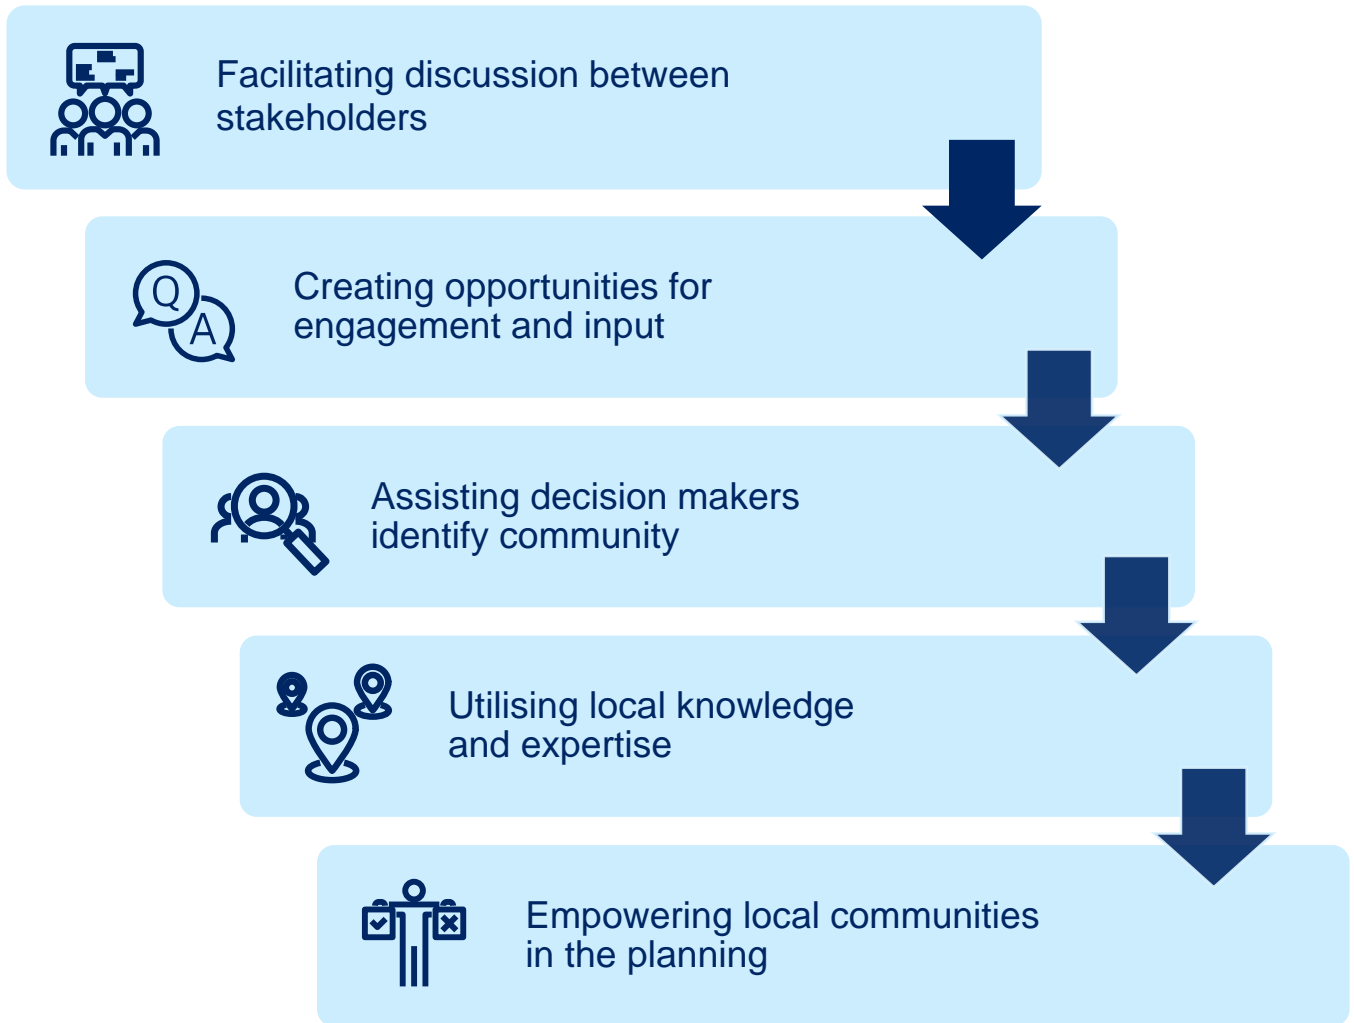 Facilitating discussion between
stakeholders
Q
A
Creating opportunities for
engagement and input
Assisting decision makers
identify community
Utilising local knowledge
and expertise
Empowering local communities
in the planning